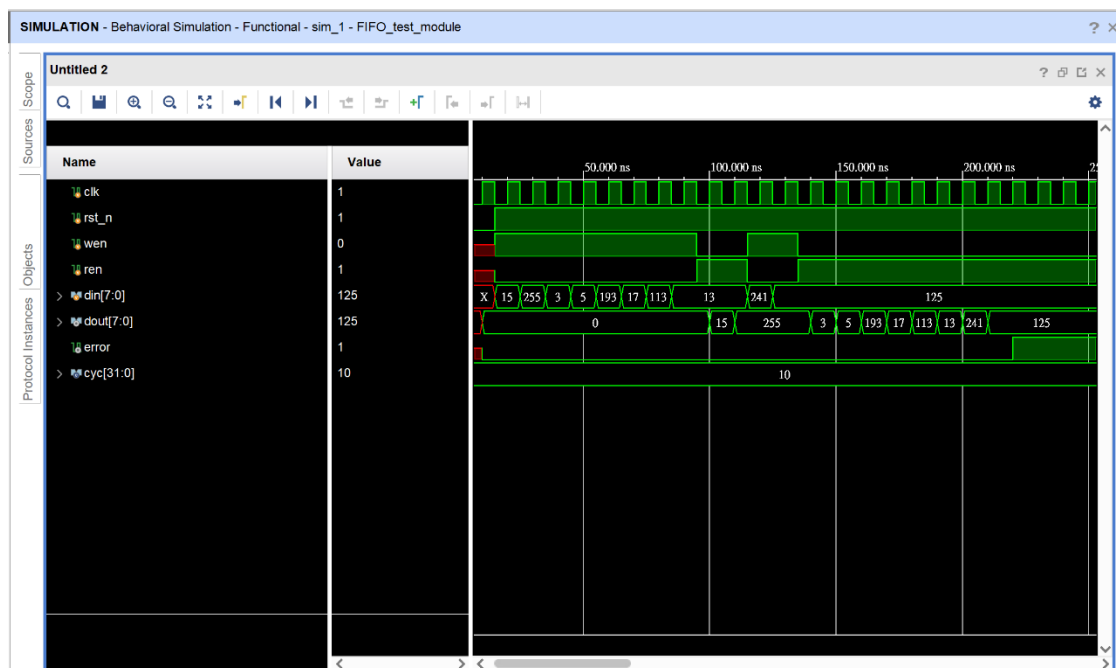 SIMULATION - Behavioral Simulation - Functional - sim_1 - FIFO_test_module ? ×
Untitled 2 ?
Scope
Sources
Objects
Protocol Instances
Name Value
50.000 ns 100.000 ns 150.000 ns 200.000 ns
clk 1
rst_n 1
wen 0
ren 1
din[7:0] 125 X 15 255 3 5 193 17 113 13 241 125
dout[7:0] 125 0 15 255 3 5 193 17 113 13 241 125
error 1
cyc[31:0] 10 10